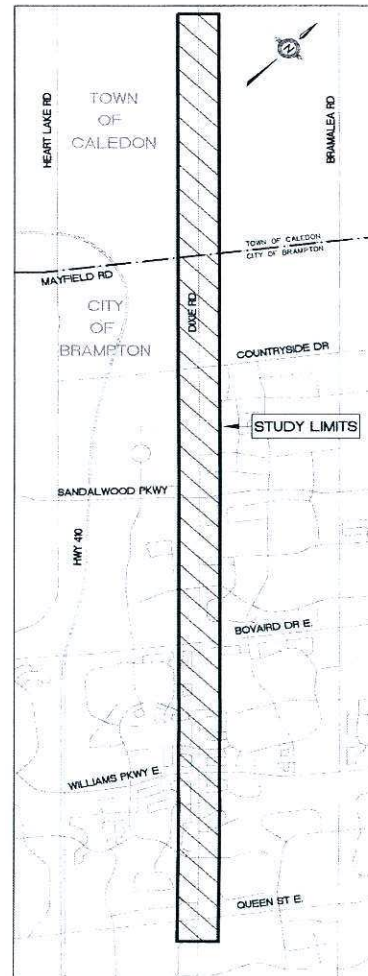 HEART LAKE RD
TOWN
OF
CALEDON
N
BRAMALEA RD
TOWN OF CALEDON
CITY OF BRAMPTON
MAYFIELD RD
DIXIE RD
CITY
OF
BRAMPTON
COUNTRYSIDE DR
STUDY LIMITS
SANDALWOOD PKWY
HWY 410
BOVAIRD DR E.
WILLIAMS PKWY E.
QUEEN ST E.